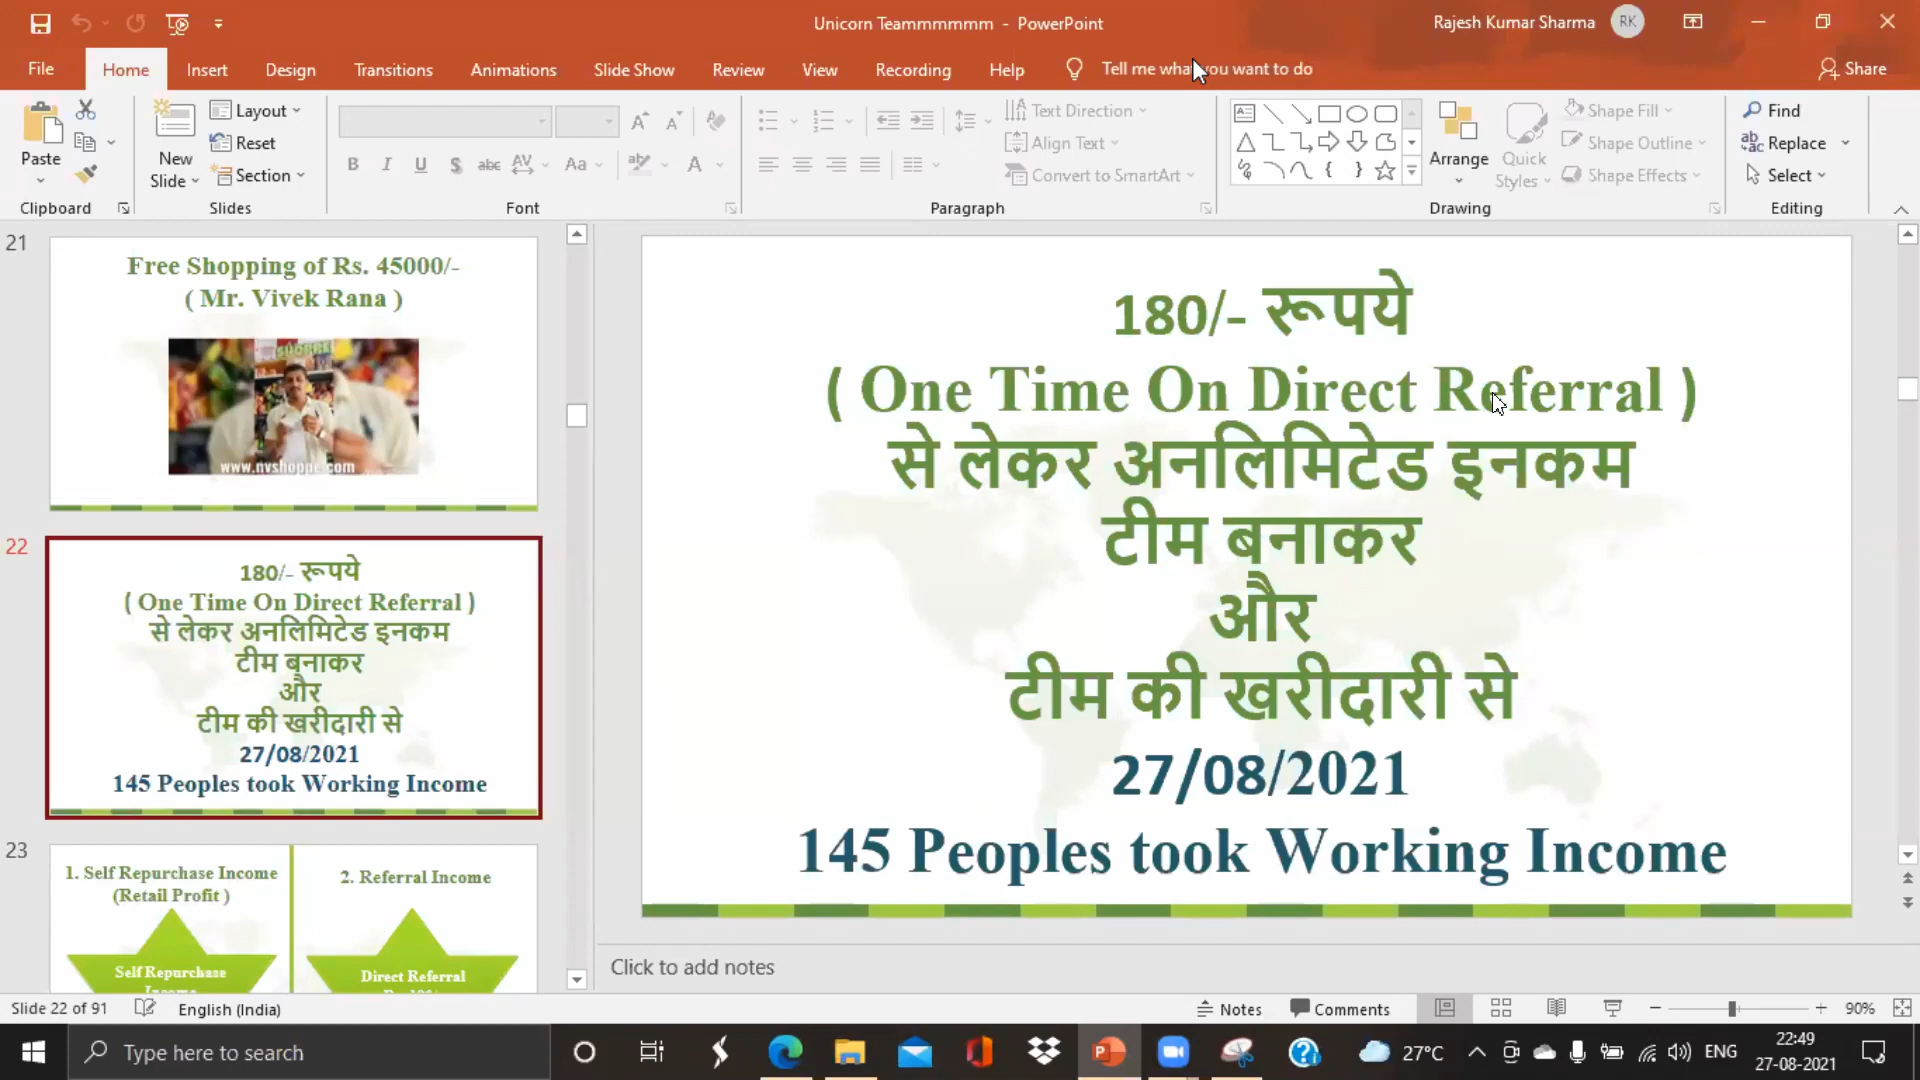 Unicorn Teammmmmm - PowerPoint
Rajesh Kumar Sharma
RK
File
Home
Insert
Design
Transitions
Animations
Slide Show
Review
View
Recording
Help
Tell me what you want to do
Share
Paste
New Slide
Layout
Reset
Section
Text Direction
Align Text
Convert to SmartArt
Arrange
Quick Styles
Shape Fill
Shape Outline
Shape Effects
Find
Replace
Select
Clipboard
Slides
Font
Paragraph
Drawing
Editing
21
Free Shopping of Rs. 45000/-
( Mr. Vivek Rana )
www.nvshoppe.com
22
180/- रूपये
( One Time On Direct Referral )
से लेकर अनलिमिटेड इनकम
टीम बनाकर
और
टीम की खरीदारी से
27/08/2021
145 Peoples took Working Income
23
1. Self Repurchase Income
(Retail Profit )
2. Referral Income
Self Repurchase
Direct Referral
180/- रूपये
( One Time On Direct Referral )
से लेकर अनलिमिटेड इनकम
टीम बनाकर
और
टीम की खरीदारी से
27/08/2021
145 Peoples took Working Income
Click to add notes
Slide 22 of 91
English (India)
Notes
Comments
90%
Type here to search
27°C
ENG
22:49
27-08-2021